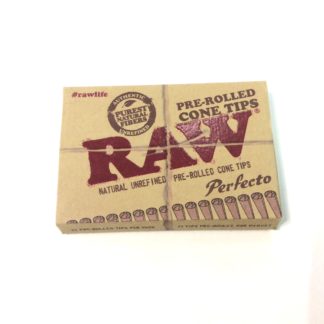 #rawlife
AUTHENTIC
PUREST
NATURAL
FIBERS
UNREFINED
PRE-ROLLED
CONE TIPS
RAW
NATURAL UNREFINED PRE-ROLLED CONE TIPS
Perfecto